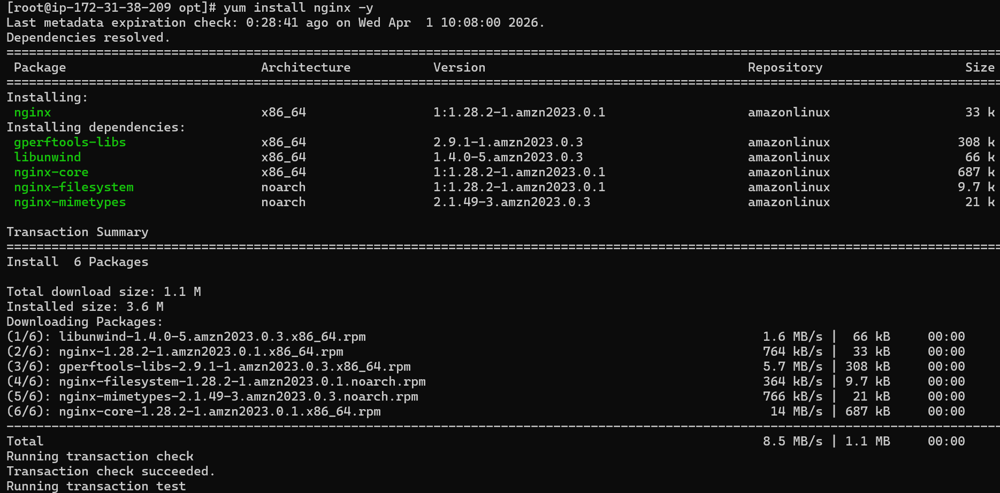 [root@ip-172-31-38-209 opt]# yum install nginx -y
Last metadata expiration check: 0:28:41 ago on Wed Apr  1 10:08:00 2026.
Dependencies resolved.
=====================================================================================================================================
 Package                          Architecture           Version                                   Repository                   Size
=====================================================================================================================================
Installing:
 nginx                            x86_64                 1:1.28.2-1.amzn2023.0.1                   amazonlinux                  33 k
Installing dependencies:
 gperftools-libs                  x86_64                 2.9.1-1.amzn2023.0.3                      amazonlinux                 308 k
 libunwind                        x86_64                 1.4.0-5.amzn2023.0.3                      amazonlinux                  66 k
 nginx-core                       x86_64                 1:1.28.2-1.amzn2023.0.1                   amazonlinux                 687 k
 nginx-filesystem                 noarch                 1:1.28.2-1.amzn2023.0.1                   amazonlinux                 9.7 k
 nginx-mimetypes                  noarch                 2.1.49-3.amzn2023.0.3                     amazonlinux                  21 k

Transaction Summary
=====================================================================================================================================
Install  6 Packages

Total download size: 1.1 M
Installed size: 3.6 M
Downloading Packages:
(1/6): libunwind-1.4.0-5.amzn2023.0.3.x86_64.rpm                                                     1.6 MB/s |  66 kB     00:00
(2/6): nginx-1.28.2-1.amzn2023.0.1.x86_64.rpm                                                        764 kB/s |  33 kB     00:00
(3/6): gperftools-libs-2.9.1-1.amzn2023.0.3.x86_64.rpm                                               5.7 MB/s | 308 kB     00:00
(4/6): nginx-filesystem-1.28.2-1.amzn2023.0.1.noarch.rpm                                             364 kB/s | 9.7 kB     00:00
(5/6): nginx-mimetypes-2.1.49-3.amzn2023.0.3.noarch.rpm                                              766 kB/s |  21 kB     00:00
(6/6): nginx-core-1.28.2-1.amzn2023.0.1.x86_64.rpm                                                    14 MB/s | 687 kB     00:00
-------------------------------------------------------------------------------------------------------------------------------------
Total                                                                                                8.5 MB/s | 1.1 MB     00:00
Running transaction check
Transaction check succeeded.
Running transaction test